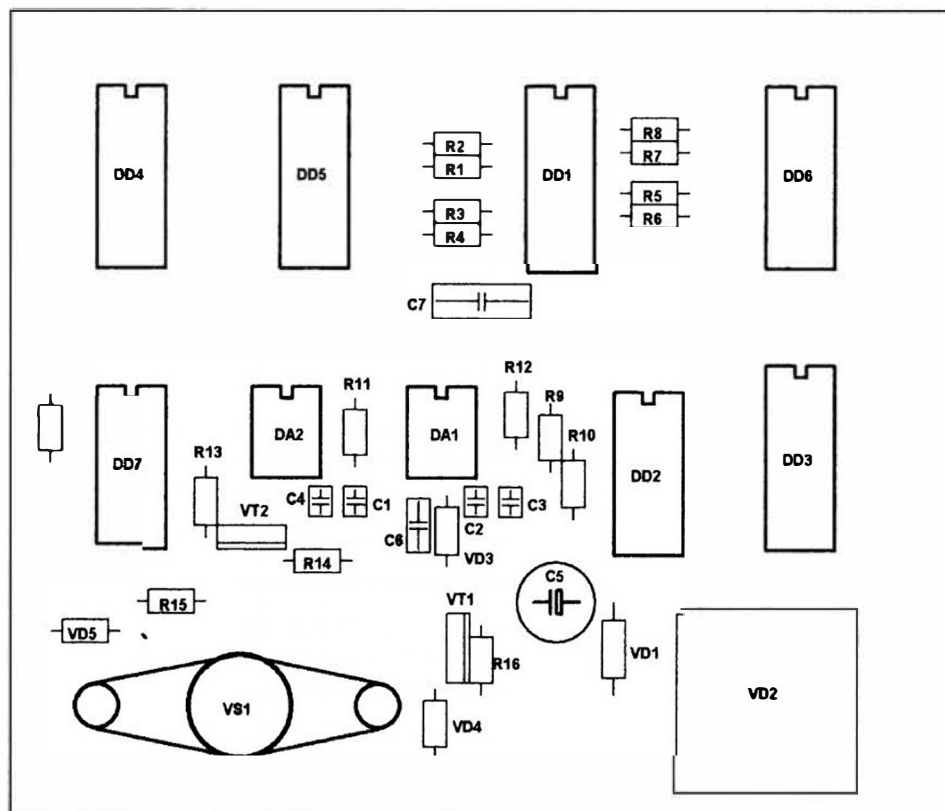 DD4
DD5
R2
R1
R3
R4
DD1
R8
R7
R5
R6
DD6
C7
R11
R12
R9
R10
DA2
DA1
DD7
R13
DD2
DD3
C4
C1
C2
C3
VT2
C6
VD3
R14
C5
R15
VT1
VD5
R16
VD1
VS1
VD4
VD2